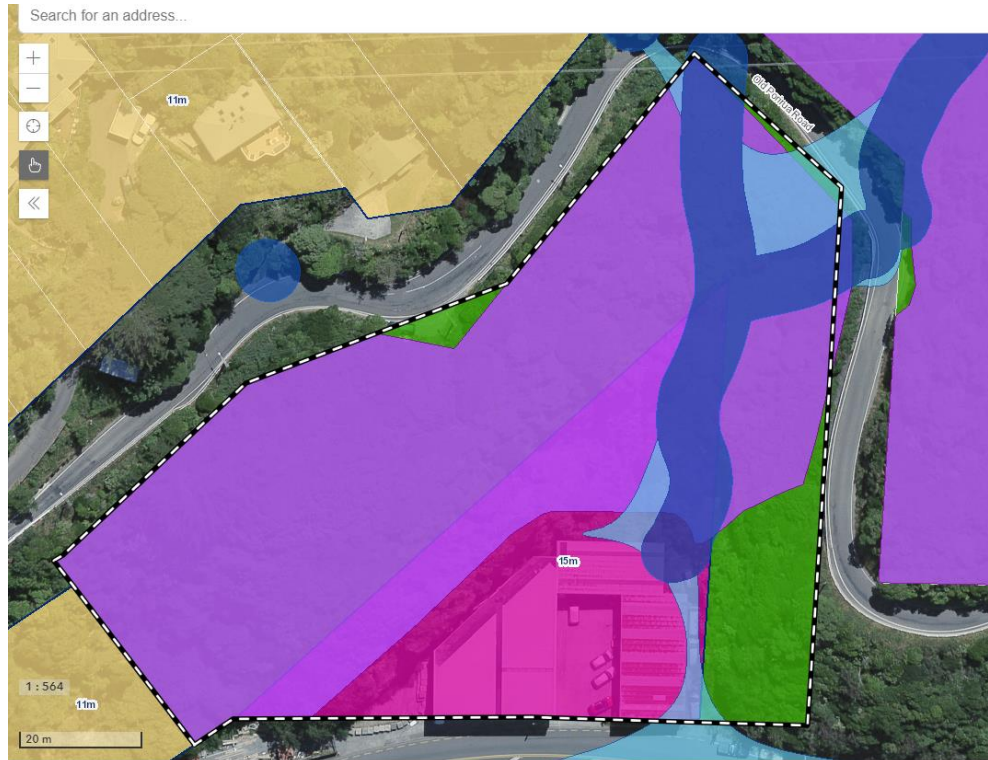 Search for an address...
11m
Old Porirua Road
15m
1 : 564
11m
20 m